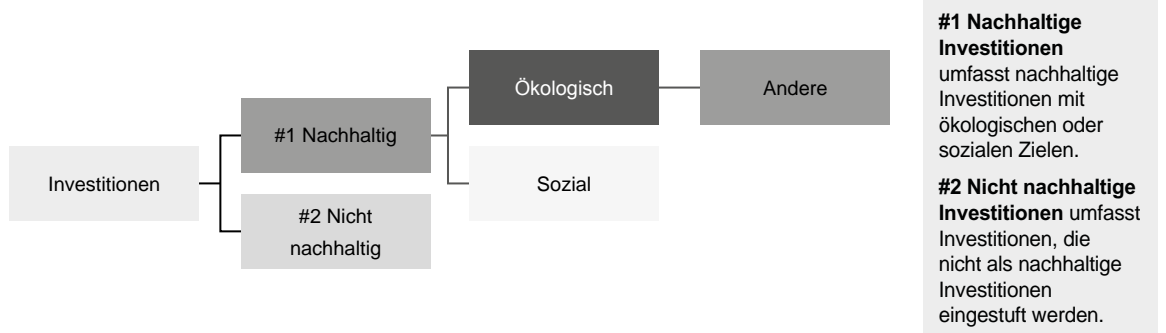 Investitionen
#1 Nachhaltig
#2 Nicht
nachhaltig
Ökologisch
Sozial
Andere
#1 Nachhaltige
Investitionen
umfasst nachhaltige
Investitionen mit
ökologischen oder
sozialen Zielen.
#2 Nicht nachhaltige
Investitionen umfasst
Investitionen, die
nicht als nachhaltige
Investitionen
eingestuft werden.